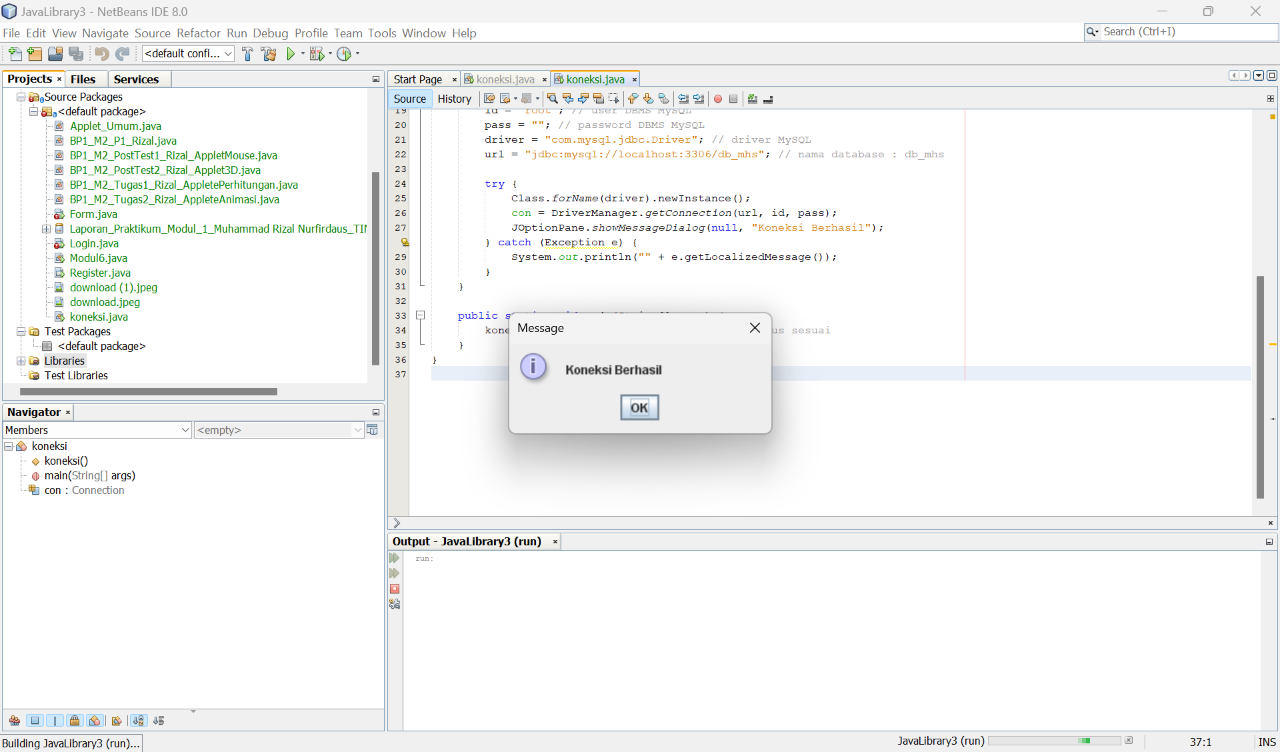 JavaLibrary3 - NetBeans IDE 8.0
File Edit View Navigate Source Refactor Run Debug Profile Team Tools Window Help
Search (Ctrl+I)
<default confi...
Projects Files Services
Source Packages
<default package>
Applet_Umum.java
BP1_M2_P1_Rizal.java
BP1_M2_PostTest1_Rizal_AppletMouse.java
BP1_M2_PostTest2_Rizal_Applet3D.java
BP1_M2_Tugas1_Rizal_AppletePerhitungan.java
BP1_M2_Tugas2_Rizal_AppleteAnimasi.java
Form.java
Laporan_Praktikum_Modul_1_Muhammad Rizal Nurfirdaus_TI
Login.java
Modul6.java
Register.java
download (1).jpeg
download.jpeg
koneksi.java
Test Packages
<default package>
Libraries
Test Libraries
Navigator
Members <empty>
koneksi
koneksi()
main(String[] args)
con : Connection
Start Page koneksi.java koneksi.java
Source History
19 id = "root"; // user DBMS MySQL
20 pass = ""; // password DBMS MySQL
21 driver = "com.mysql.jdbc.Driver"; // driver MySQL
22 url = "jdbc:mysql://localhost:3306/db_mhs"; // nama database : db_mhs
23
24 try {
25 Class.forName(driver).newInstance();
26 con = DriverManager.getConnection(url, id, pass);
27 JOptionPane.showMessageDialog(null, "Koneksi Berhasil");
} catch (Exception e) {
29 System.out.println("" + e.getLocalizedMessage());
30 }
31 }
32
33 public s
34 kone us sesuai
35 }
36 }
37
Message
Koneksi Berhasil
OK
Output - JavaLibrary3 (run)
run:
Building JavaLibrary3 (run)...
JavaLibrary3 (run)
37:1 INS